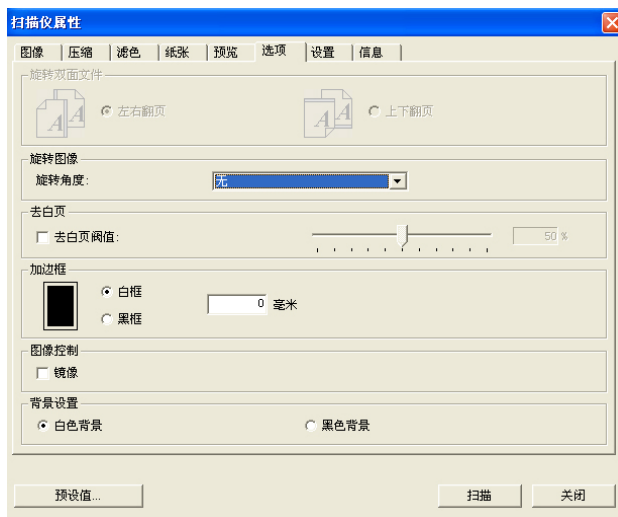 扫描仪属性
图像 压缩 滤色 纸张 预览 选项 设置 信息
旋转双面文件
A A 左右翻页 A A 上下翻页
旋转图像
旋转角度: 无
去白页
去白页阀值: 50 %
加边框
白框 0 毫米
黑框
图像控制
镜像
背景设置
白色背景 黑色背景
预设值... 扫描 关闭